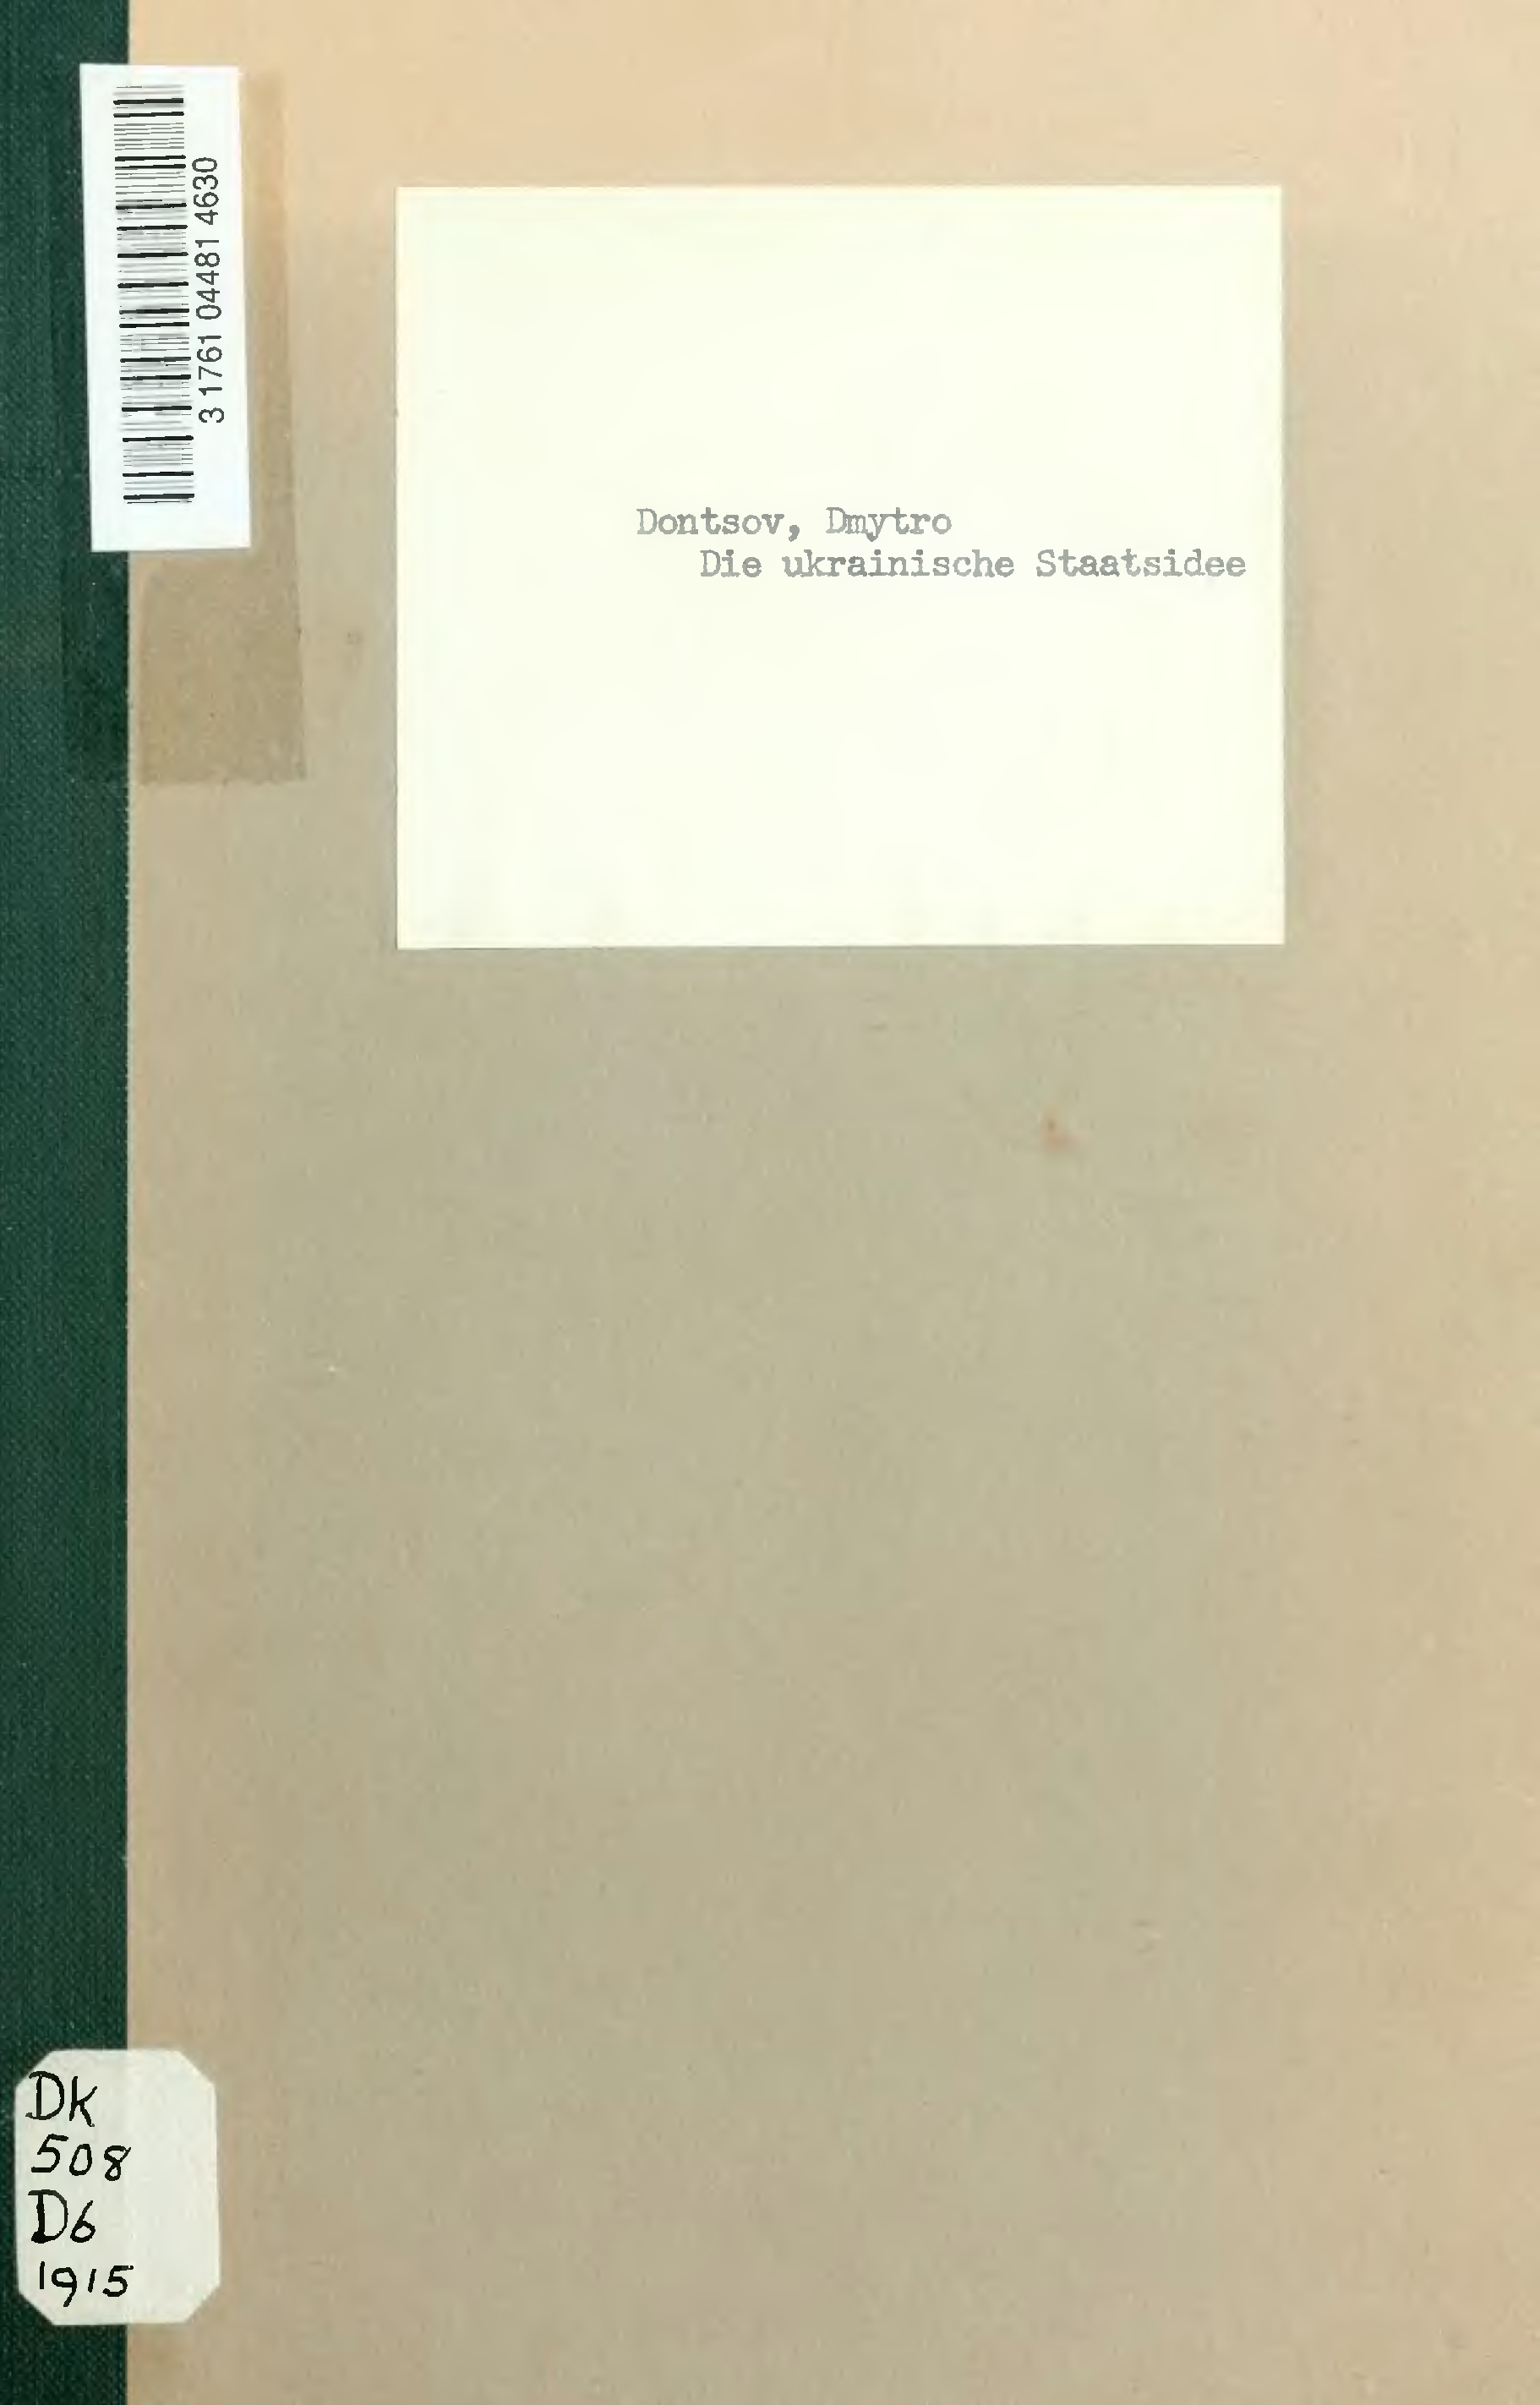 3 1761 04481 4630
Dontsov, Dmytro
Die ukrainische Staatsidee
DK
508
D6
1915